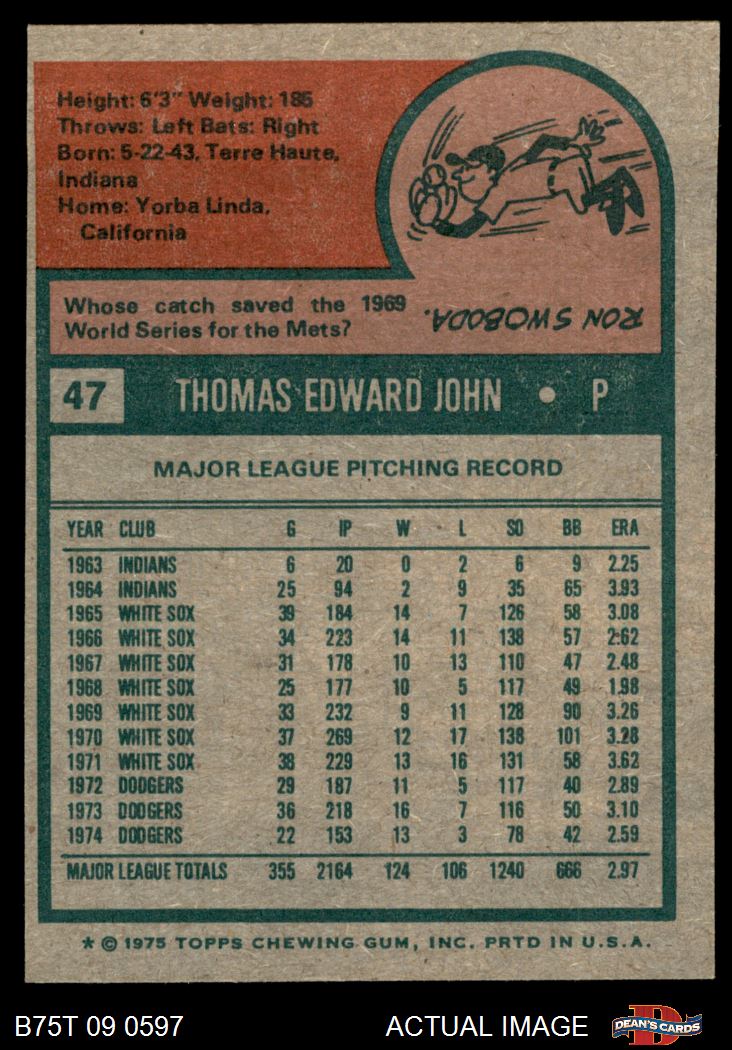 Height: 6'3" Weight: 185
Throws: Left Bats: Right
Born: 5-22-43, Terre Haute,
Indiana
Home: Yorba Linda,
California
Whose catch saved the 1969
World Series for the Mets?
RON SWOBODA.
47 THOMAS EDWARD JOHN • P
MAJOR LEAGUE PITCHING RECORD
YEAR CLUB G IP W L SO BB ERA
1963 INDIANS 6 20 0 2 6 9 2.25
1964 INDIANS 25 94 2 9 35 65 3.93
1965 WHITE SOX 39 184 14 7 126 58 3.08
1966 WHITE SOX 34 223 14 11 138 57 2.62
1967 WHITE SOX 31 178 10 13 110 47 2.48
1968 WHITE SOX 25 177 10 5 117 49 1.98
1969 WHITE SOX 33 232 9 11 128 90 3.26
1970 WHITE SOX 37 269 12 17 138 101 3.28
1971 WHITE SOX 38 229 13 16 131 58 3.62
1972 DODGERS 29 187 11 5 117 40 2.89
1973 DODGERS 36 218 16 7 116 50 3.10
1974 DODGERS 22 153 13 3 78 42 2.59
MAJOR LEAGUE TOTALS 355 2164 124 106 1240 666 2.97
* © 1975 TOPPS CHEWING GUM, INC. PRTD IN U.S.A.
B75T 09 0597 ACTUAL IMAGE D DEAN'S CARDS